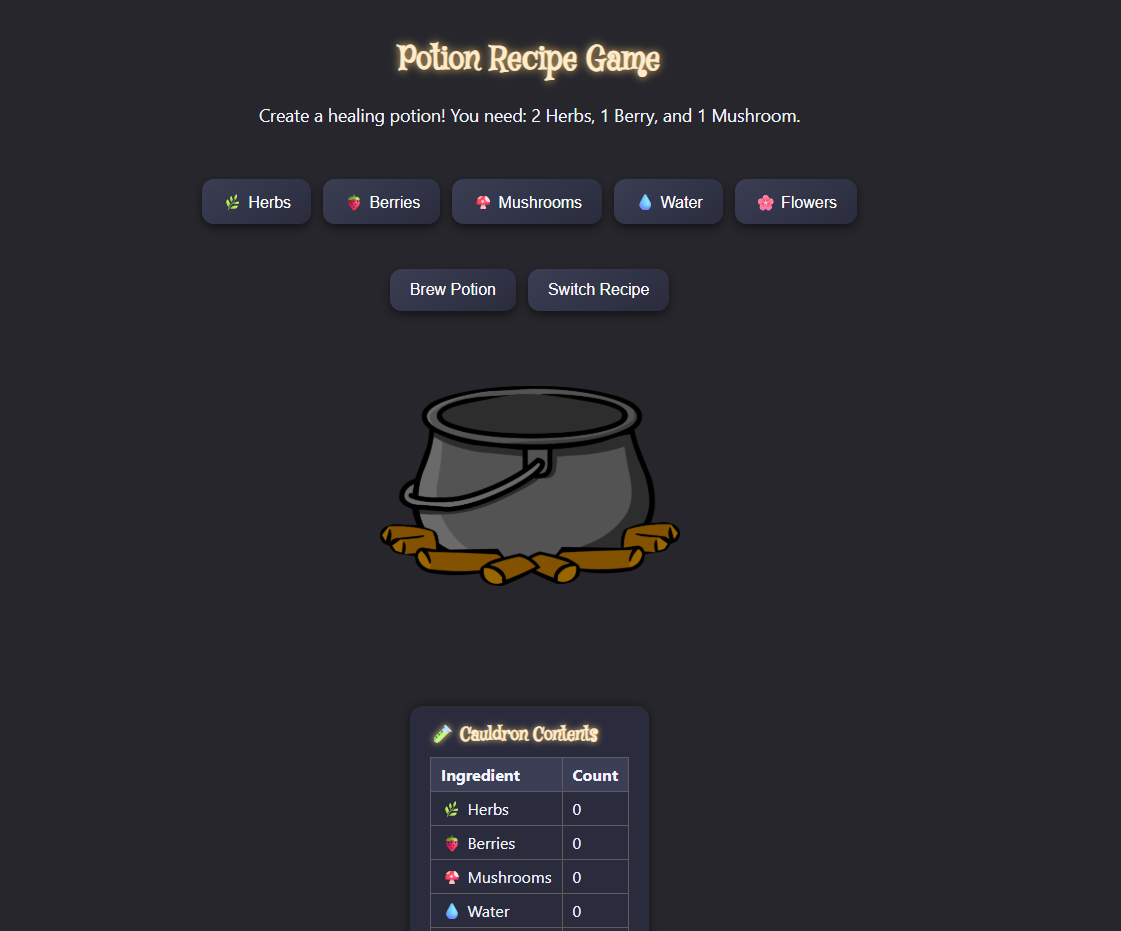 Potion Recipe Game
Create a healing potion! You need: 2 Herbs, 1 Berry, and 1 Mushroom.
🌿 Herbs 🍓 Berries 🍄 Mushrooms 💧 Water 🌸 Flowers
Brew Potion Switch Recipe
🧪 Cauldron Contents
Ingredient Count
🌿 Herbs 0
🍓 Berries 0
🍄 Mushrooms 0
💧 Water 0